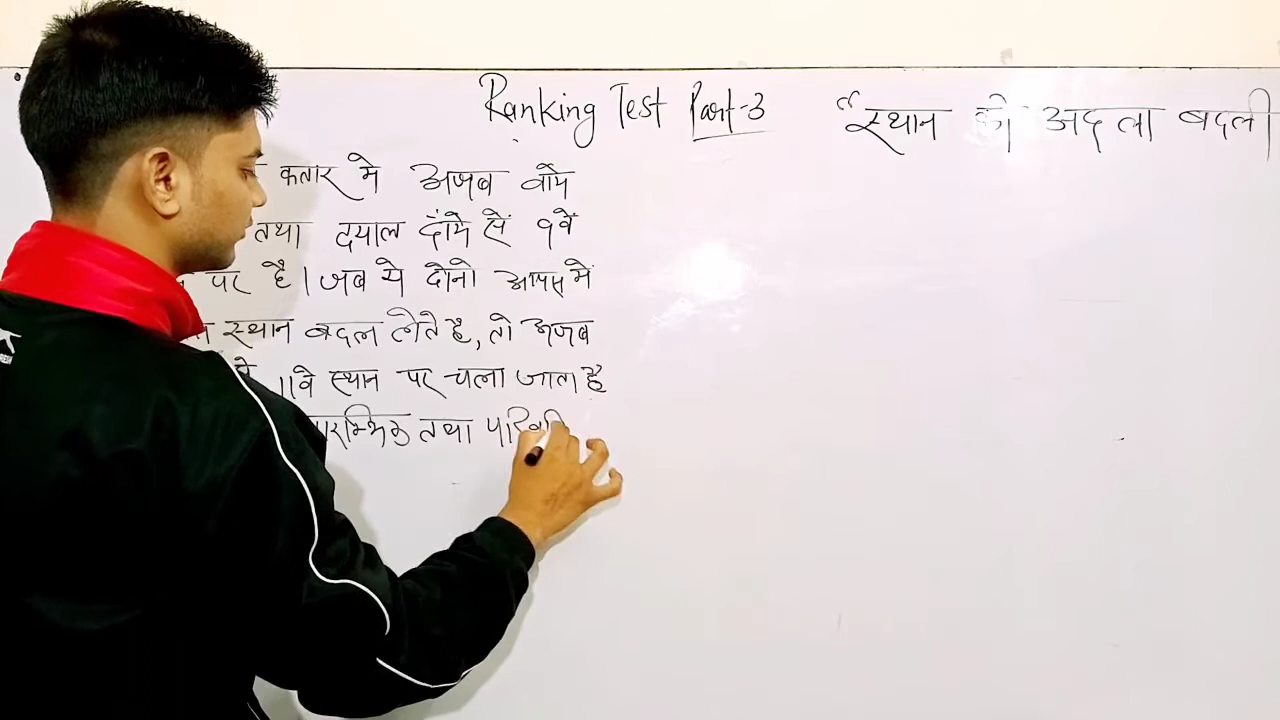 Ranking Test Part-3 “स्थान की अदला बदली
कतार मे अजब बाँये
तथा दयाल दाँये से 9वें
पर है। जब ये दोनो आपस में
स्थान बदल लेते है, तो अजब
11वे स्थान पर चला जाता है
तथा